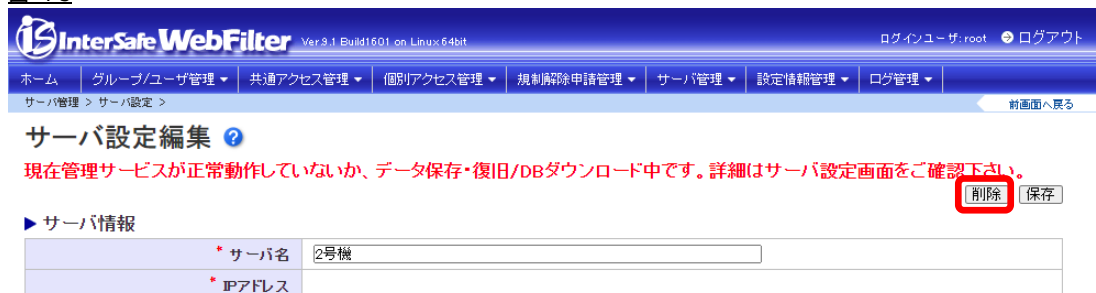 InterSafe WebFilter Ver.9.1 Build1601 on Linux 64bit ログインユーザ:root ログアウト
ホーム グループ/ユーザ管理▼ 共通アクセス管理▼ 個別アクセス管理▼ 規制解除申請管理▼ サーバ管理▼ 設定情報管理▼ ログ管理▼
サーバ管理 > サーバ設定 > 前画面へ戻る
サーバ設定編集 ?
現在管理サービスが正常動作していないか、データ保存・復旧/DBダウンロード中です。詳細はサーバ設定画面をご確認下さい。
削除 保存
▶サーバ情報
* サーバ名 2号機
* IPアドレス